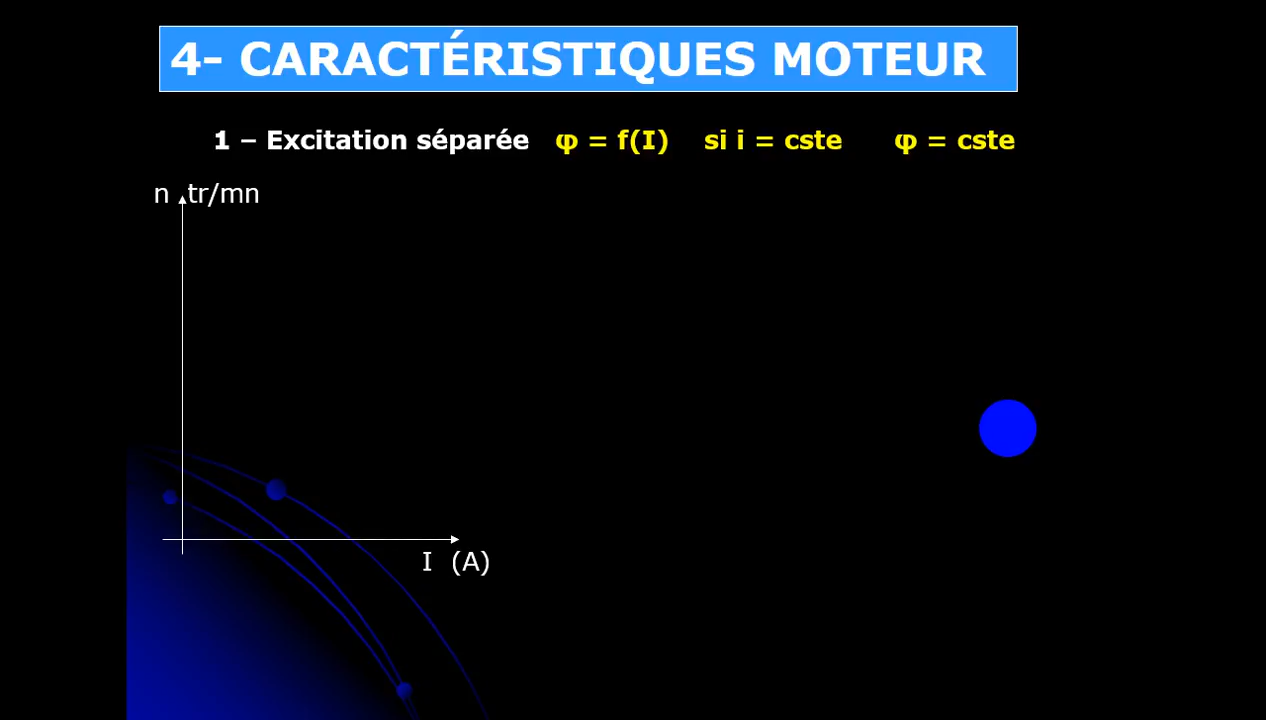 4- CARACTÉRISTIQUES MOTEUR
1 – Excitation séparée φ = f(I) si i = cste φ = cste
n tr/mn
I (A)